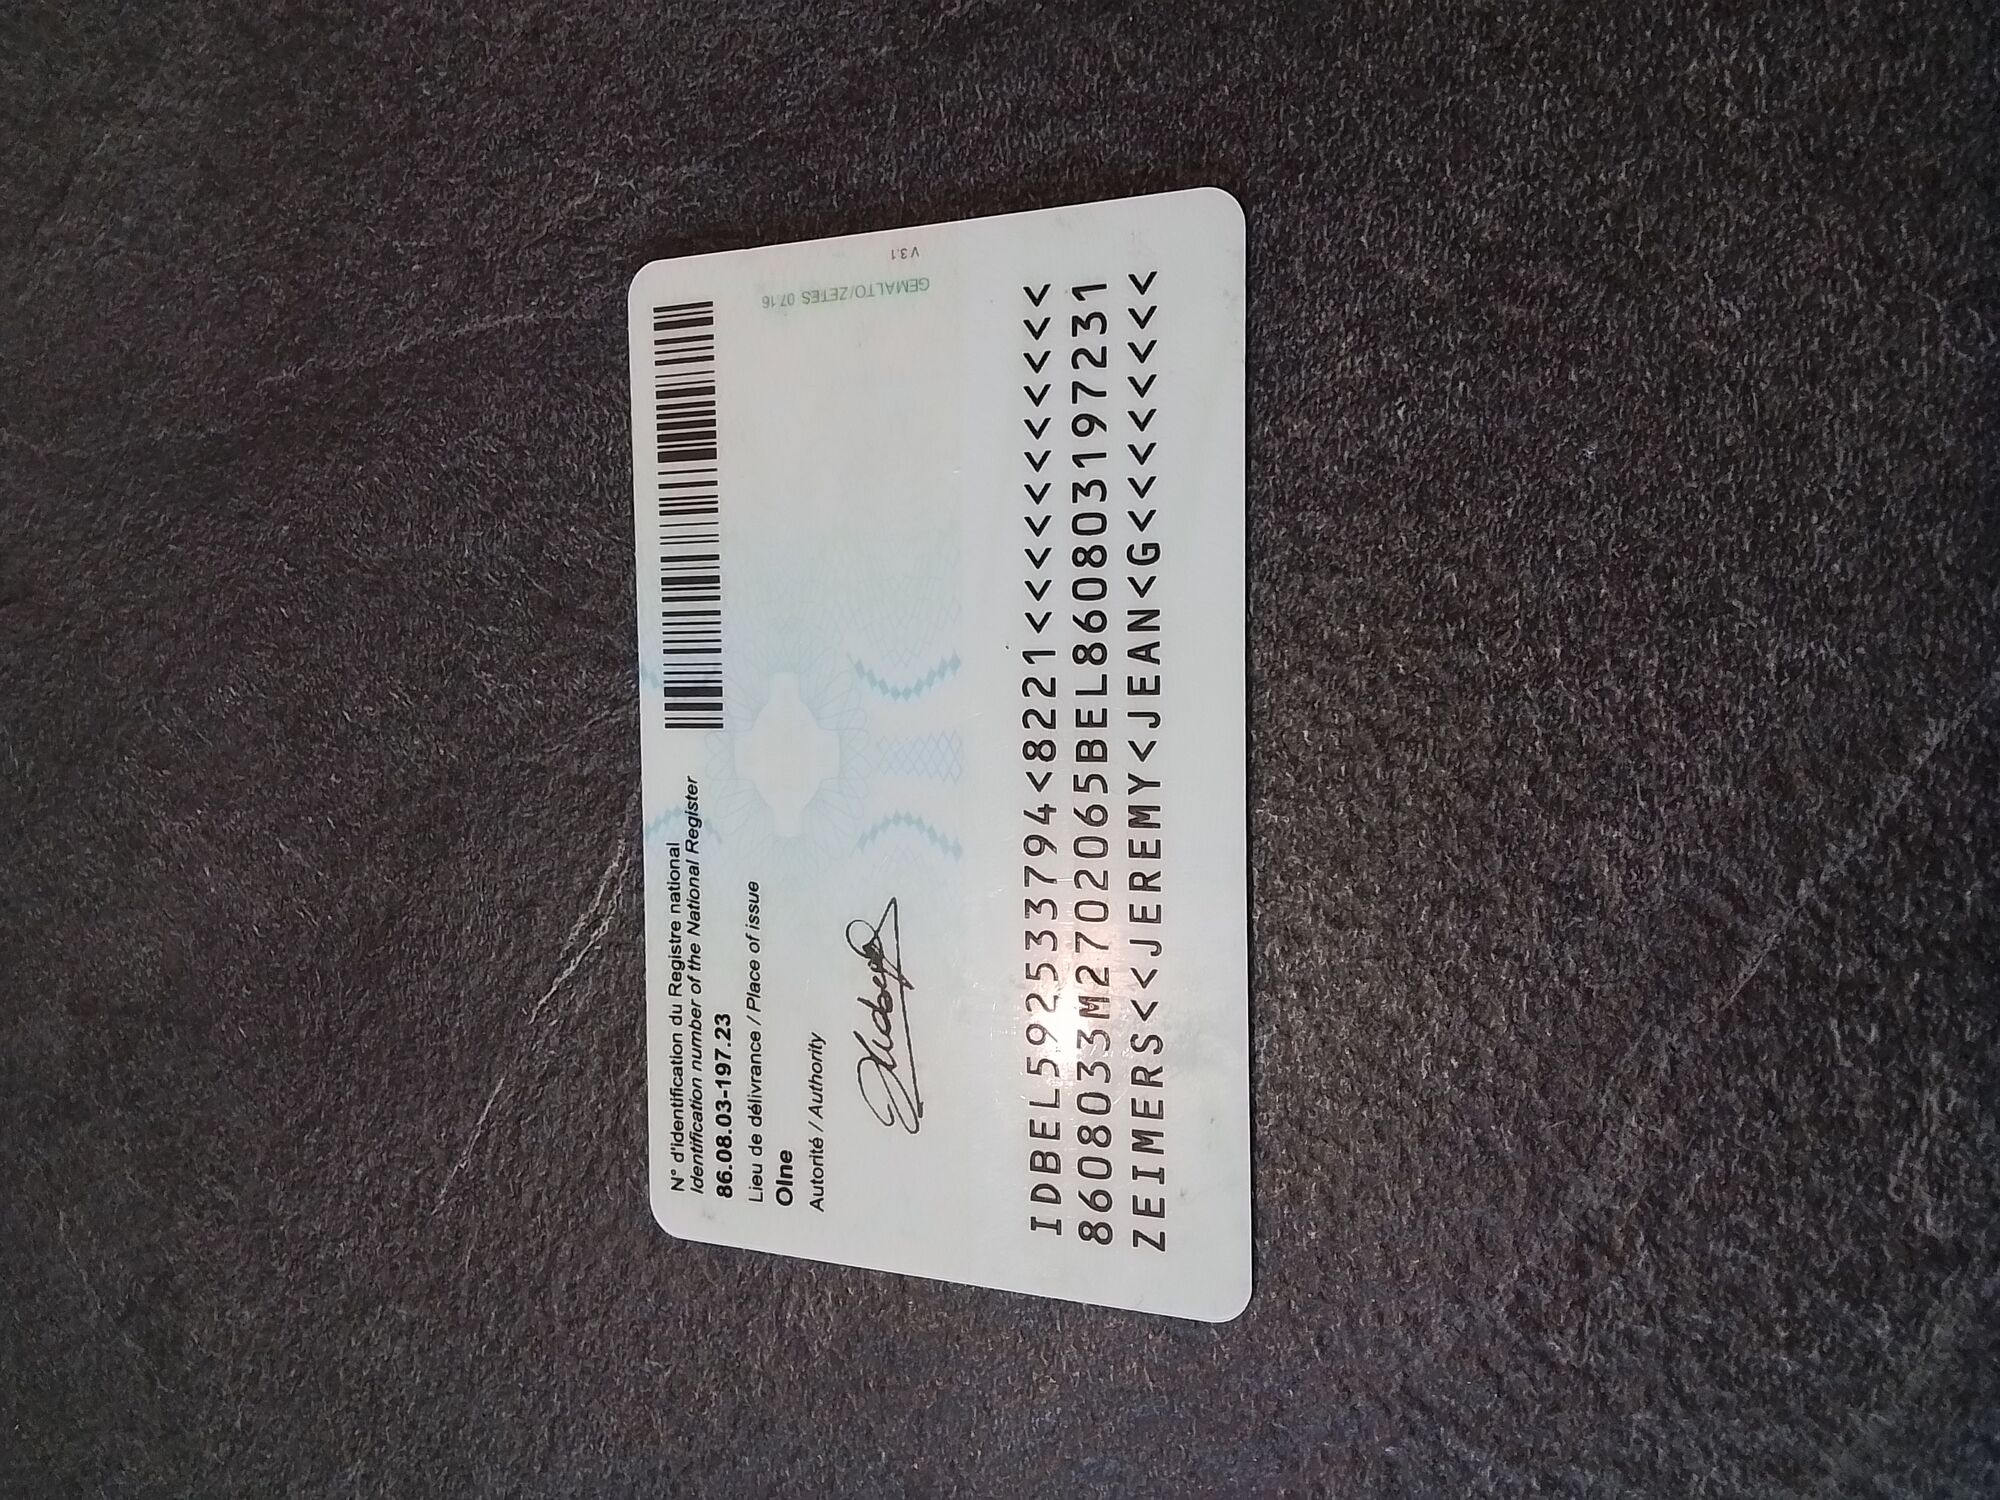 N° d'identification du Registre national
Identification number of the National Register
86.08.03-197.23
Lieu de délivrance / Place of issue
Olne
Autorité / Authority
GEMALTO/ZETES 07.16
V 3.1
IDBEL592533794<8221<<<<<<<<<<<
8608033M2702065BEL860803197231
ZEIMERS<<JEREMY<JEAN<G<<<<<<<<